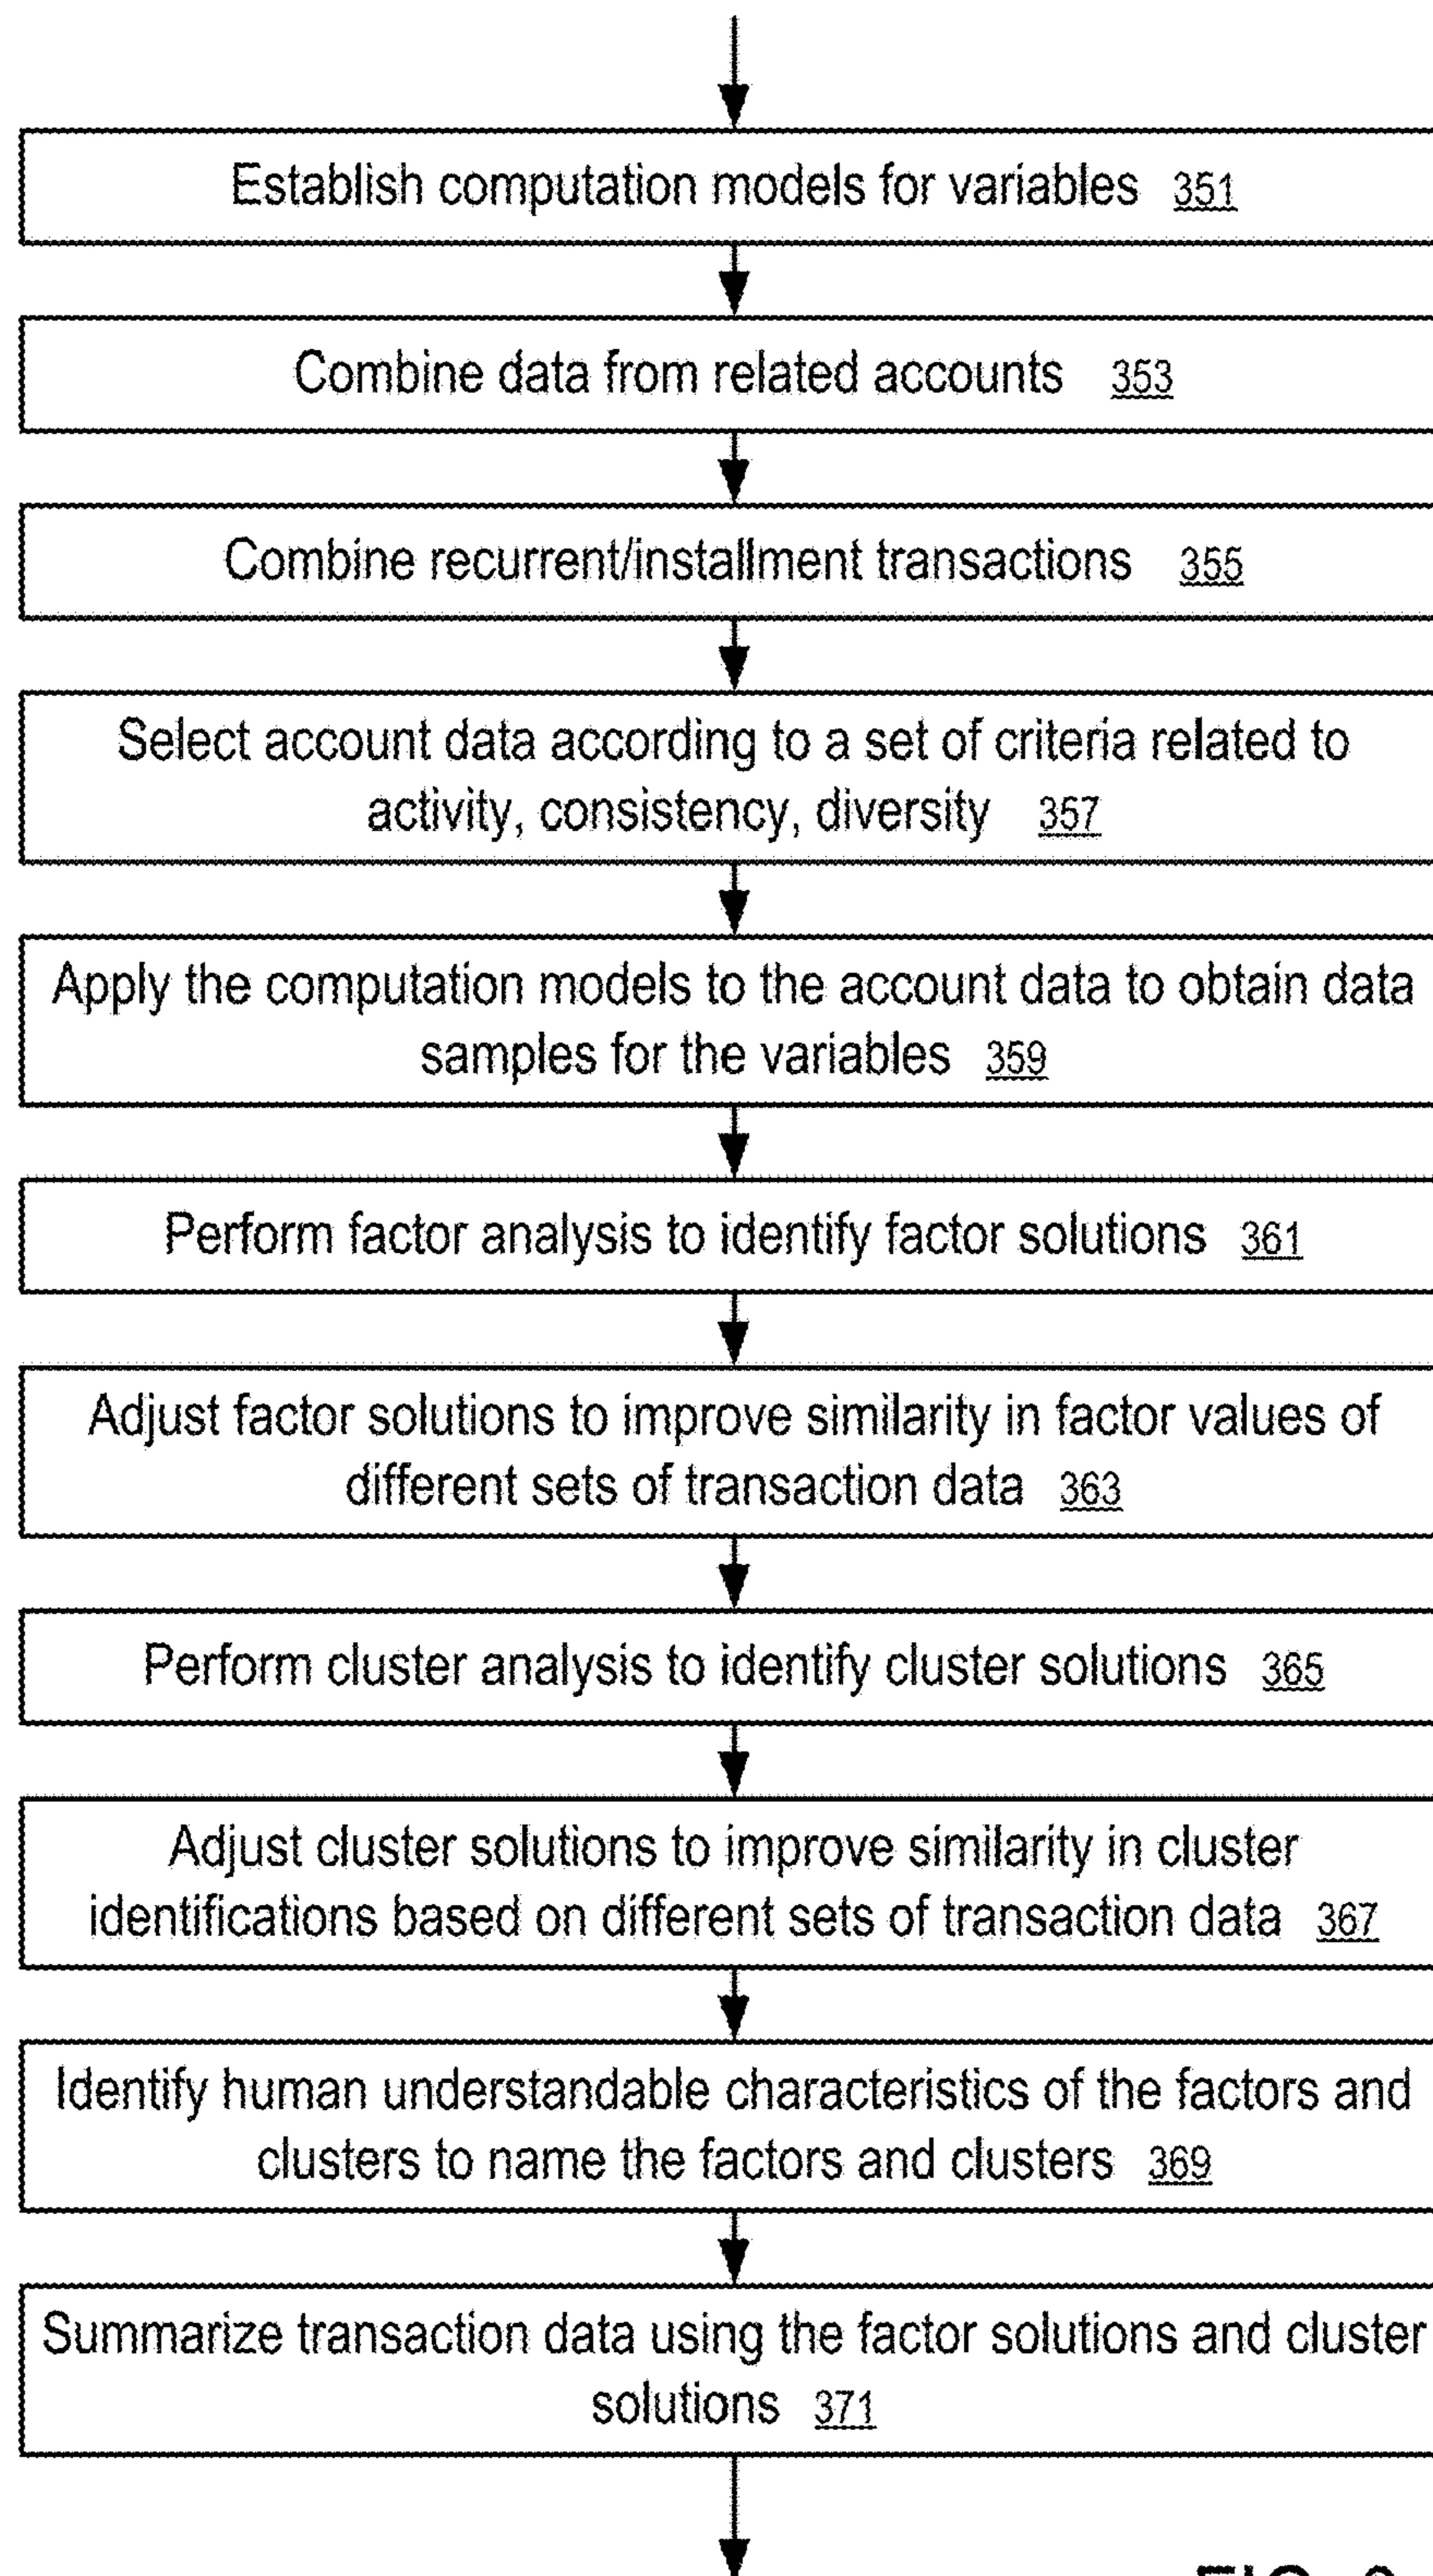 Establish computation models for variables 351
Combine data from related accounts 353
Combine recurrent/installment transactions 355
Select account data according to a set of criteria related to
activity, consistency, diversity 357
Apply the computation models to the account data to obtain data
samples for the variables 359
Perform factor analysis to identify factor solutions 361
Adjust factor solutions to improve similarity in factor values of
different sets of transaction data 363
Perform cluster analysis to identify cluster solutions 365
Adjust cluster solutions to improve similarity in cluster
identifications based on different sets of transaction data 367
Identify human understandable characteristics of the factors and
clusters to name the factors and clusters 369
Summarize transaction data using the factor solutions and cluster
solutions 371